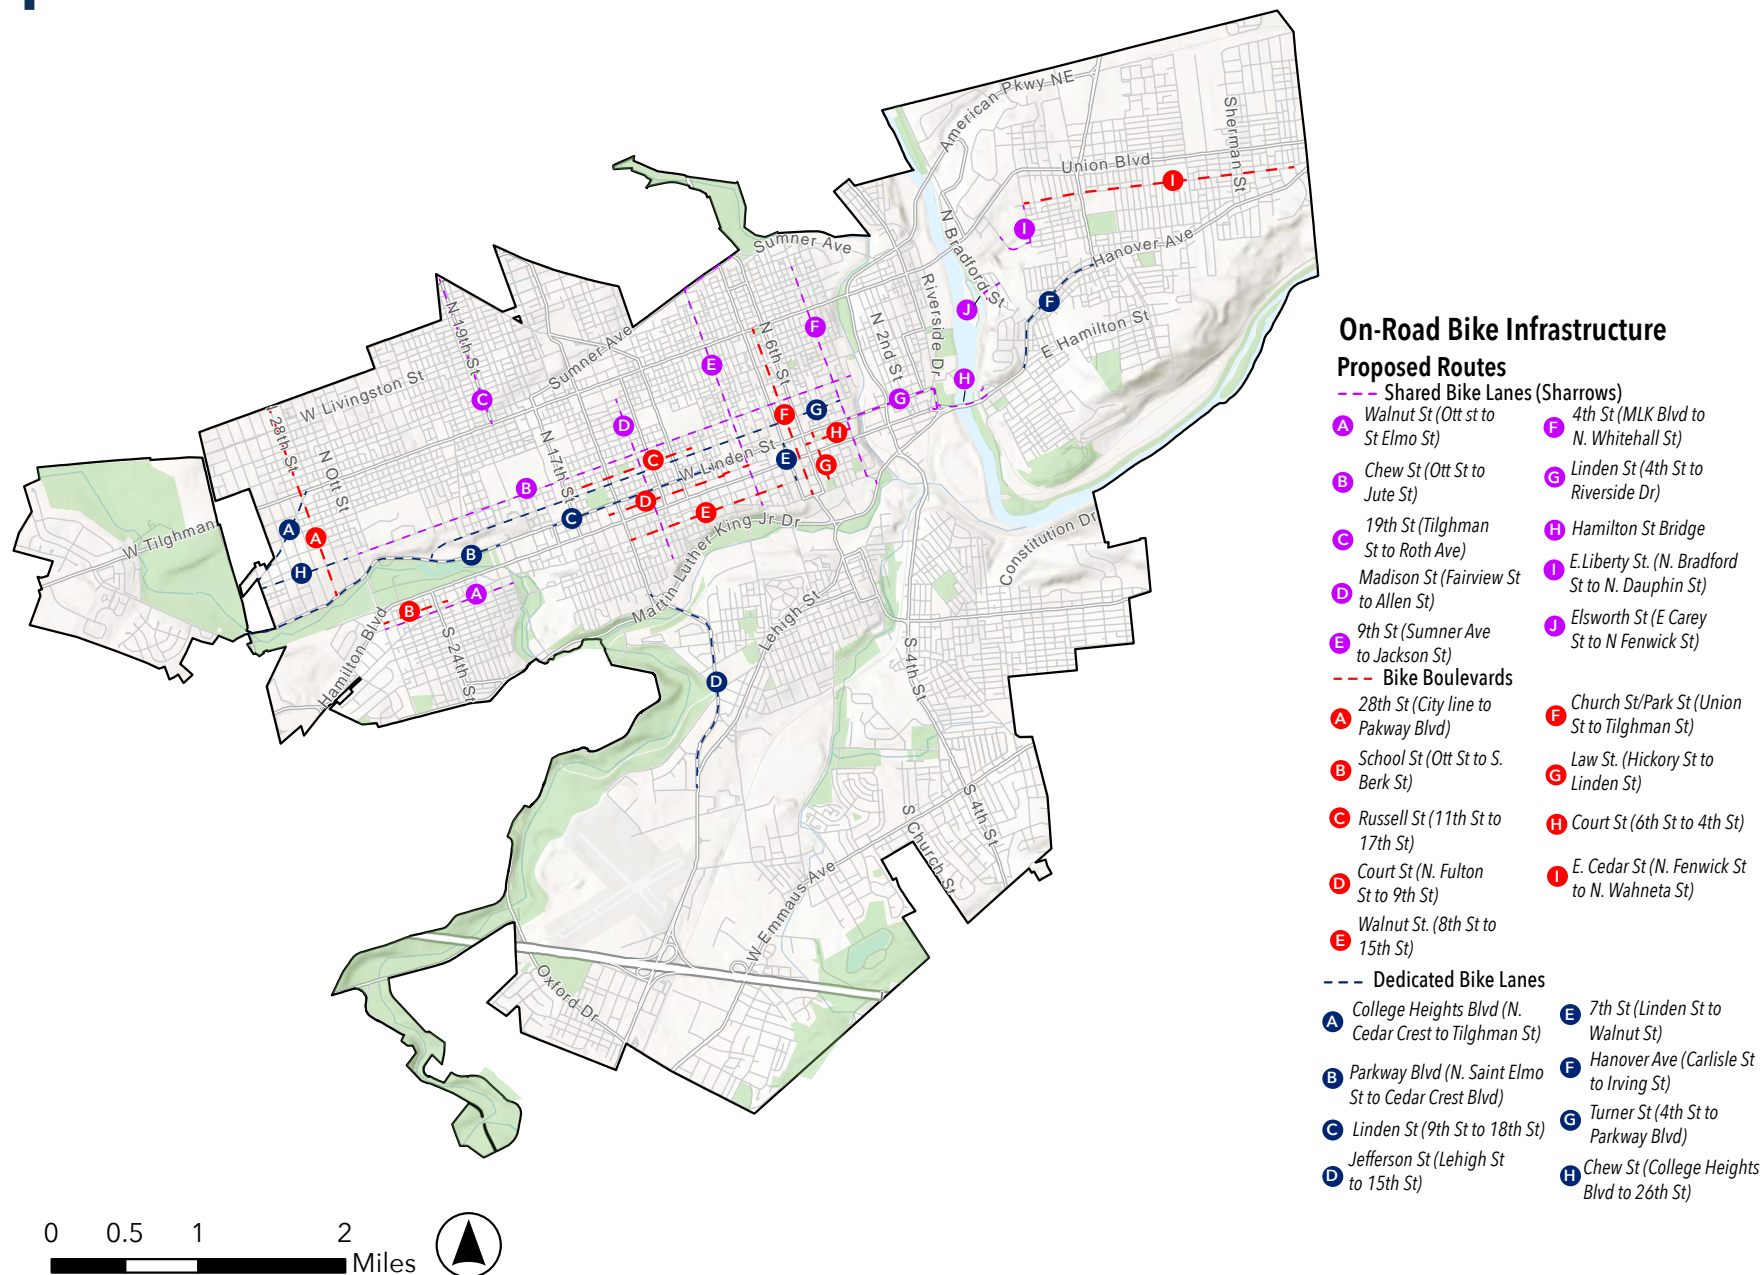 American Pkwy NE
Sherman St
Union Blvd
I
I
N Bradford St
Hanover Ave
Sumner Ave
Riverside Dr
J
F
E Hamilton St
N 19th St
N 6th St
F
N 2nd St
Sumner Ave
E
H
W Livingston St
C
G
28th St
D
F
G
H
N Ott St
N 17th St
C
W Linden St
E
G
B
D
W Tilghman
A
A
C
E
Martin Luther King Jr Dr
Constitution Dr
B
H
A
B
Hamilton Blvd
S 24th St
Lehigh St
S 4th St
D
S 4th St
S Church St
W Emmaus Ave
Oxford Dr
0 0.5 1 2
Miles
On-Road Bike Infrastructure
Proposed Routes
Shared Bike Lanes (Sharrows)
A Walnut St (Ott st to
St Elmo St)
B Chew St (Ott St to
Jute St)
C 19th St (Tilghman
St to Roth Ave)
D Madison St (Fairview St
to Allen St)
E 9th St (Sumner Ave
to Jackson St)
F 4th St (MLK Blvd to
N. Whitehall St)
G Linden St (4th St to
Riverside Dr)
H Hamilton St Bridge
I E.Liberty St. (N. Bradford
St to N. Dauphin St)
J Elsworth St (E Carey
St to N Fenwick St)
Bike Boulevards
A 28th St (City line to
Pakway Blvd)
B School St (Ott St to S.
Berk St)
C Russell St (11th St to
17th St)
D Court St (N. Fulton
St to 9th St)
E Walnut St. (8th St to
15th St)
F Church St/Park St (Union
St to Tilghman St)
G Law St. (Hickory St to
Linden St)
H Court St (6th St to 4th St)
I E. Cedar St (N. Fenwick St
to N. Wahneta St)
Dedicated Bike Lanes
A College Heights Blvd (N.
Cedar Crest to Tilghman St)
B Parkway Blvd (N. Saint Elmo
St to Cedar Crest Blvd)
C Linden St (9th St to 18th St)
D Jefferson St (Lehigh St
to 15th St)
E 7th St (Linden St to
Walnut St)
F Hanover Ave (Carlisle St
to Irving St)
G Turner St (4th St to
Parkway Blvd)
H Chew St (College Heights
Blvd to 26th St)